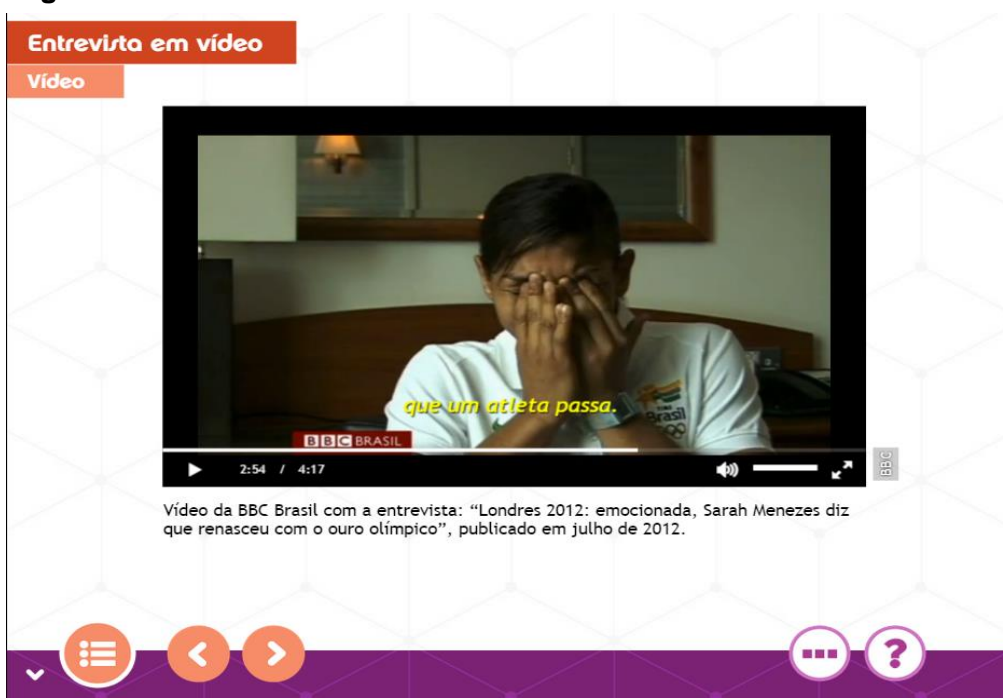 Entrevista em vídeo
Vídeo
que um atleta passa.
Brasil
BBC BRASIL
2:54 / 4:17
BBC
Vídeo da BBC Brasil com a entrevista: “Londres 2012: emocionada, Sarah Menezes diz
que renasceu com o ouro olímpico”, publicado em julho de 2012.
?